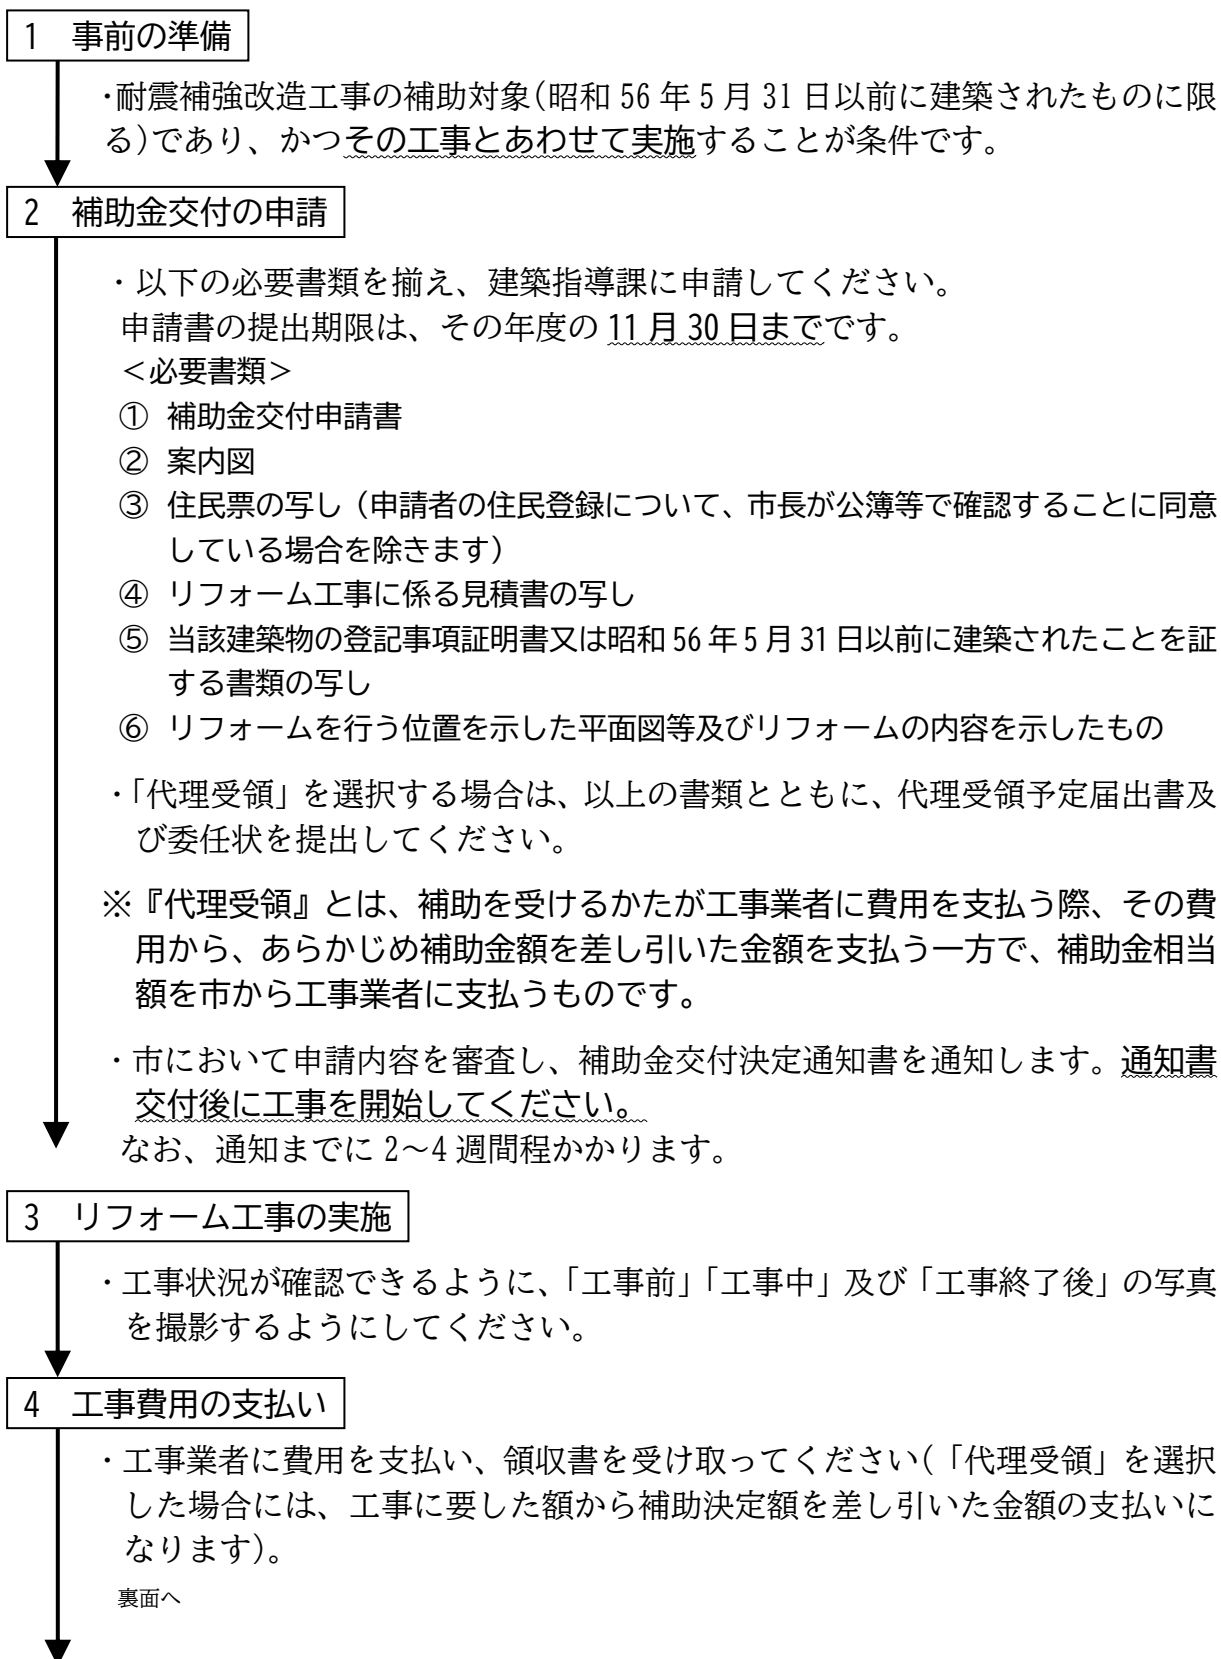 1　事前の準備
・耐震補強改造工事の補助対象(昭和 56 年 5 月 31 日以前に建築されたものに限
る)であり、かつその工事とあわせて実施することが条件です。
2　補助金交付の申請
・以下の必要書類を揃え、建築指導課に申請してください。
申請書の提出期限は、その年度の 11 月 30 日までです。
＜必要書類＞
① 補助金交付申請書
② 案内図
③ 住民票の写し（申請者の住民登録について、市長が公簿等で確認することに同意
している場合を除きます）
④ リフォーム工事に係る見積書の写し
⑤ 当該建築物の登記事項証明書又は昭和 56 年 5 月 31 日以前に建築されたことを証
する書類の写し
⑥ リフォームを行う位置を示した平面図等及びリフォームの内容を示したもの
・「代理受領」を選択する場合は、以上の書類とともに、代理受領予定届出書及
び委任状を提出してください。
※『代理受領』とは、補助を受けるかたが工事業者に費用を支払う際、その費
用から、あらかじめ補助金額を差し引いた金額を支払う一方で、補助金相当
額を市から工事業者に支払うものです。
・市において申請内容を審査し、補助金交付決定通知書を通知します。通知書
交付後に工事を開始してください。
なお、通知までに 2～4 週間程かかります。
3　リフォーム工事の実施
・工事状況が確認できるように、「工事前」「工事中」及び「工事終了後」の写真
を撮影するようにしてください。
4　工事費用の支払い
・工事業者に費用を支払い、領収書を受け取ってください(「代理受領」を選択
した場合には、工事に要した額から補助決定額を差し引いた金額の支払いに
なります)。
裏面へ